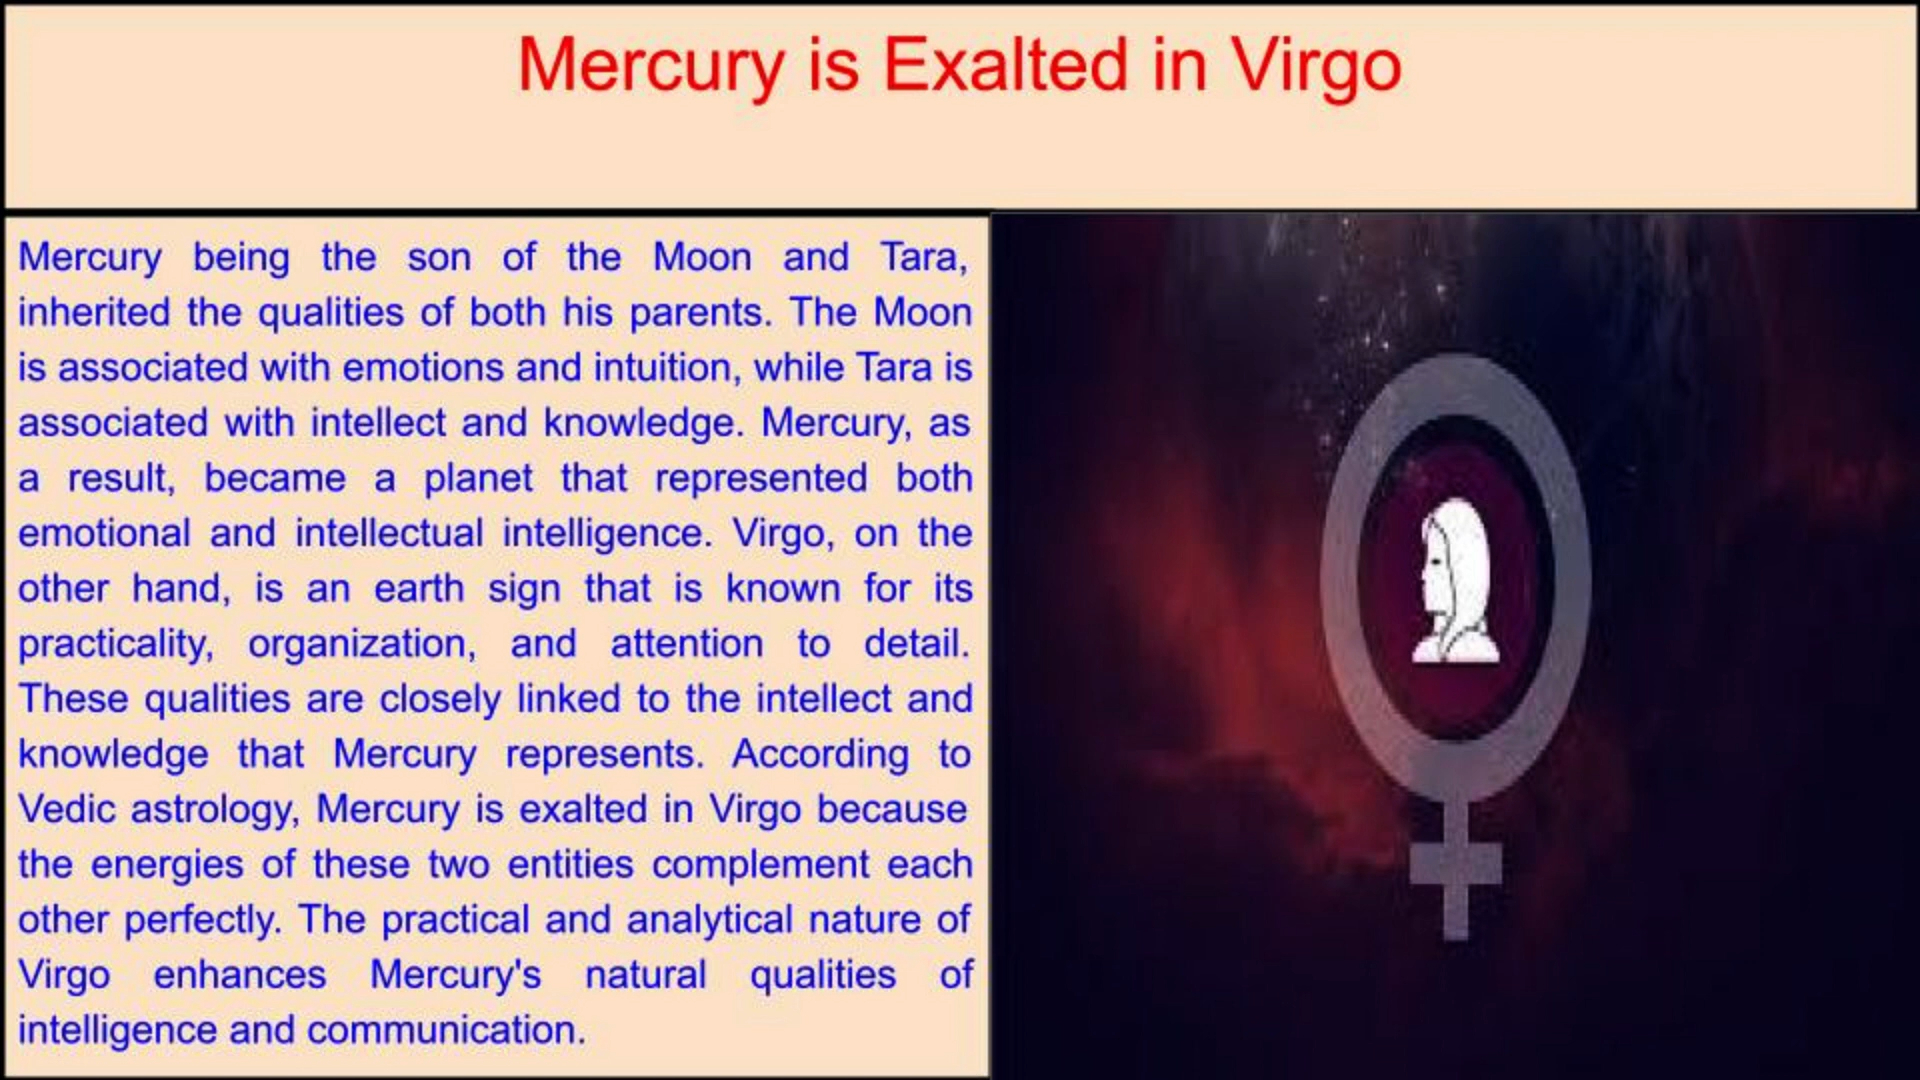 Mercury is Exalted in Virgo
Mercury being the son of the Moon and Tara,
inherited the qualities of both his parents. The Moon
is associated with emotions and intuition, while Tara is
associated with intellect and knowledge. Mercury, as
a result, became a planet that represented both
emotional and intellectual intelligence. Virgo, on the
other hand, is an earth sign that is known for its
practicality, organization, and attention to detail.
These qualities are closely linked to the intellect and
knowledge that Mercury represents. According to
Vedic astrology, Mercury is exalted in Virgo because
the energies of these two entities complement each
other perfectly. The practical and analytical nature of
Virgo enhances Mercury's natural qualities of
intelligence and communication.